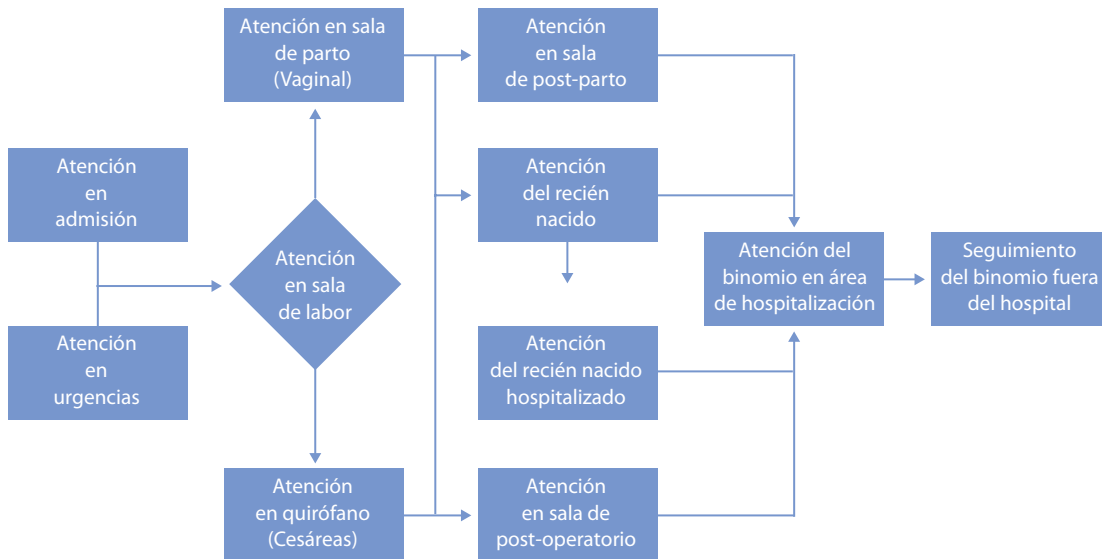 Atención en sala
de parto
(Vaginal)
Atención
en sala
de post-parto
Atención
en
admisión
Atención
del recién
nacido
Atención
en sala
de labor
Atención del
binomio en área
de hospitalización
Seguimiento
del binomio fuera
del hospital
Atención
en
urgencias
Atención
del recién nacido
hospitalizado
Atención
en quirófano
(Cesáreas)
Atención
en sala de
post-operatorio